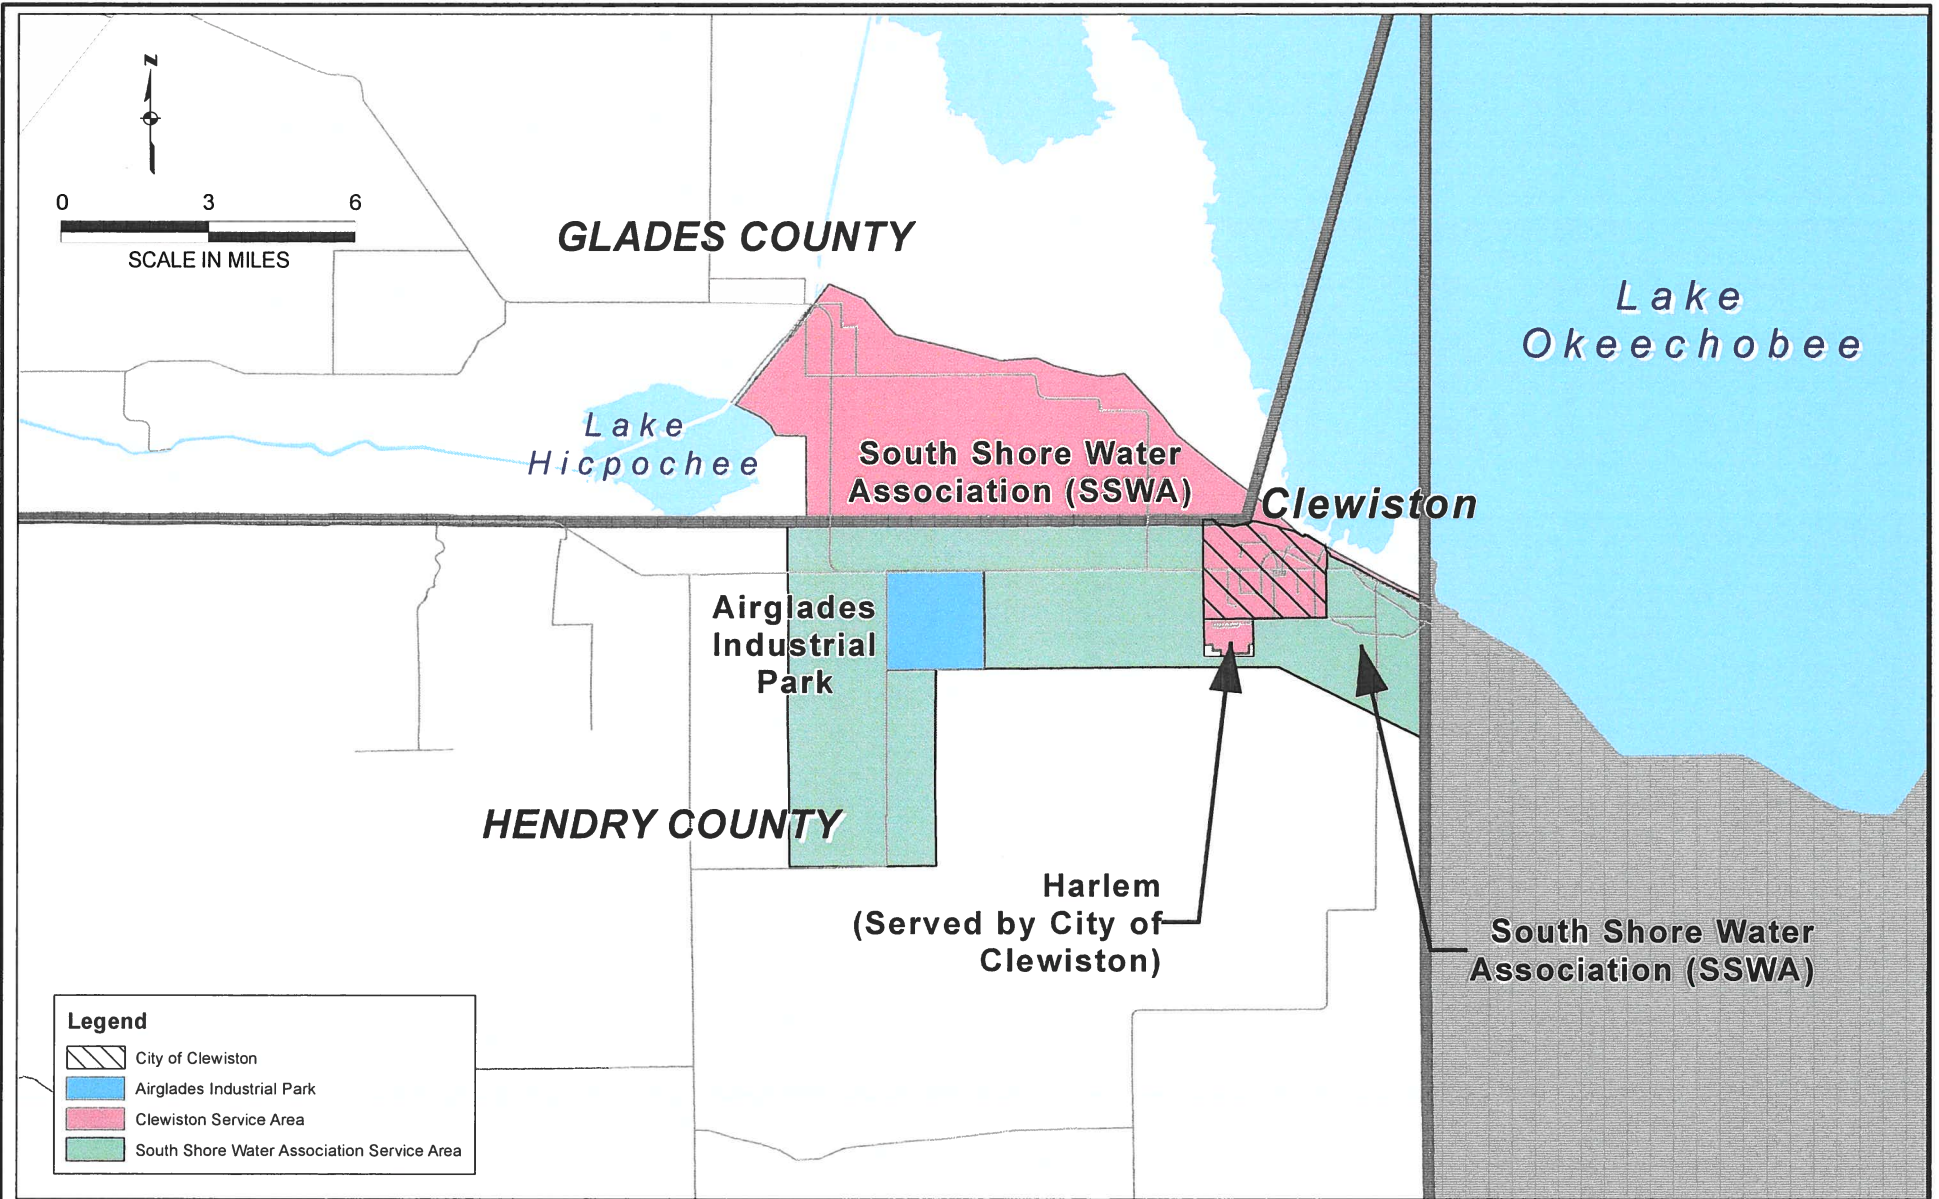 N
0 3 6
SCALE IN MILES
GLADES COUNTY
Lake
Okeechobee
Lake
Hicpochee
South Shore Water
Association (SSWA)
Clewiston
Airglades
Industrial
Park
HENDRY COUNTY
Harlem
(Served by City of
Clewiston)
South Shore Water
Association (SSWA)
Legend
City of Clewiston
Airglades Industrial Park
Clewiston Service Area
South Shore Water Association Service Area